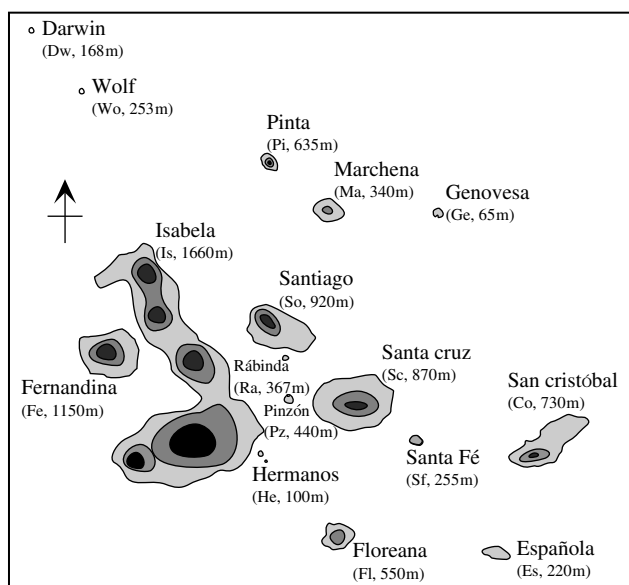 Darwin
(Dw, 168m)
Wolf
(Wo, 253m)
Pinta
(Pi, 635m)
Marchena
(Ma, 340m)
Genovesa
(Ge, 65m)
Isabela
(Is, 1660m)
Santiago
(So, 920m)
Rábinda
(Ra, 367m)
Santa cruz
(Sc, 870m)
San cristóbal
(Co, 730m)
Fernandina
(Fe, 1150m)
Pinzón
(Pz, 440m)
Hermanos
(He, 100m)
Santa Fé
(Sf, 255m)
Floreana
(Fl, 550m)
Española
(Es, 220m)